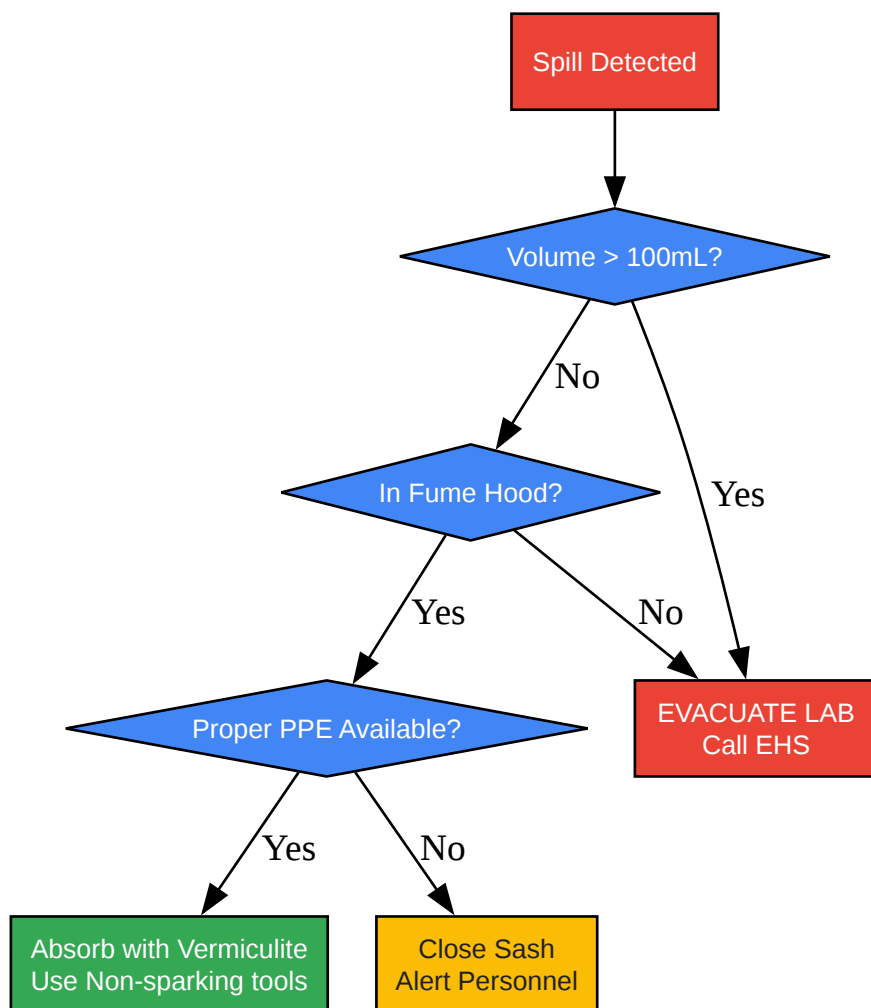 Spill Detected
Volume > 100mL?
No
In Fume Hood?
Yes
Yes
No
Proper PPE Available?
EVACUATE LAB
Call EHS
Yes
No
Absorb with Vermiculite
Use Non-sparking tools
Close Sash
Alert Personnel